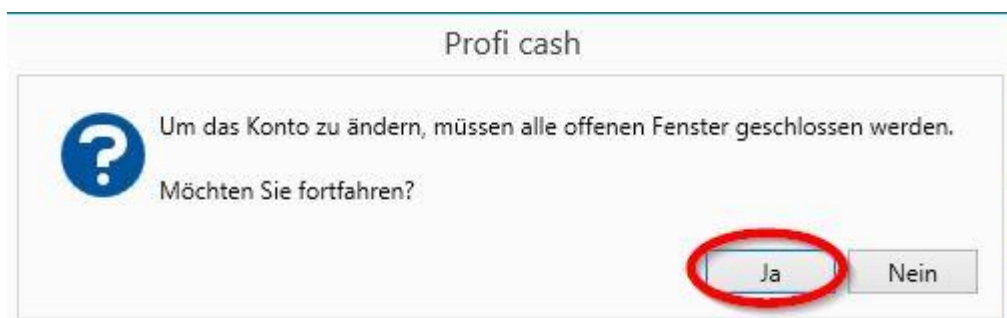 Profi cash
Um das Konto zu ändern, müssen alle offenen Fenster geschlossen werden.
Möchten Sie fortfahren?
Ja Nein